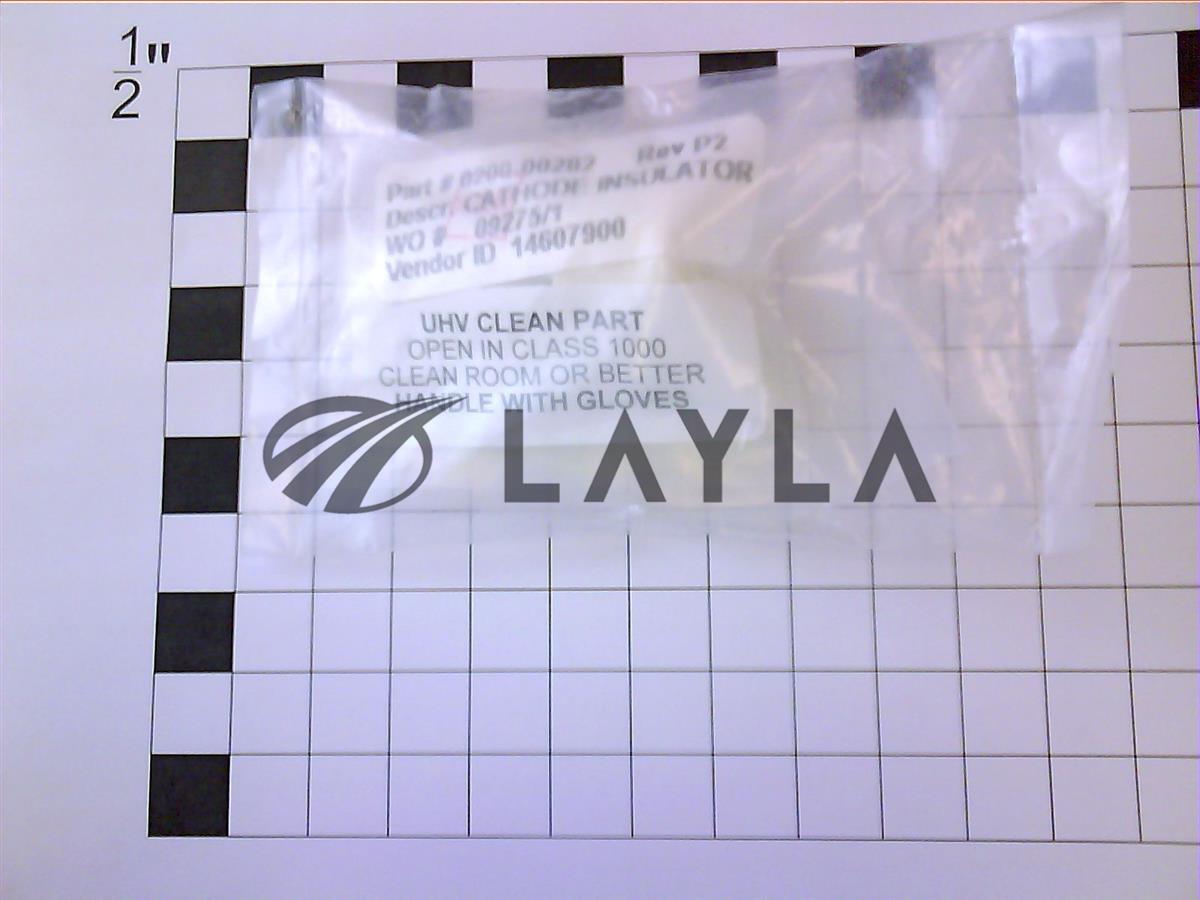 1/2"
Part # 0200-00202 Rev P2
Descr. CATHODE INSULATOR
WO # 09275/1
Vendor ID 14607900
UHV CLEAN PART
OPEN IN CLASS 1000
CLEAN ROOM OR BETTER
HANDLE WITH GLOVES
LAYLA